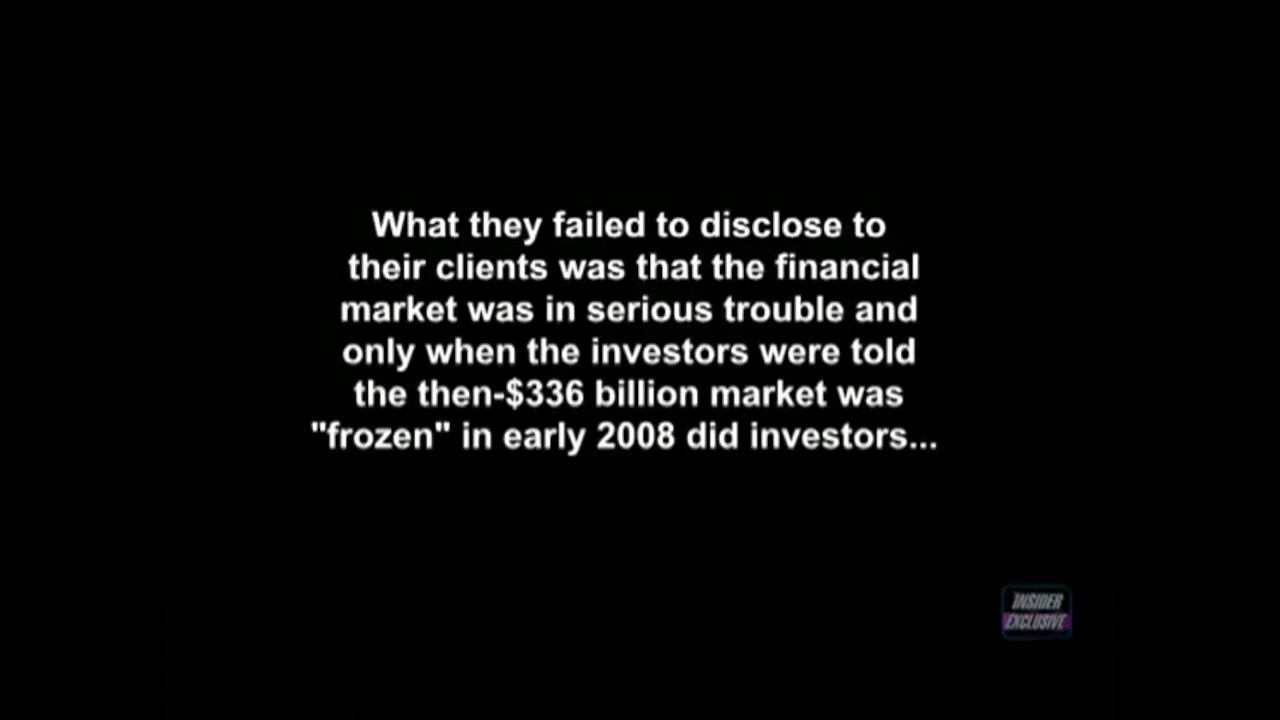 What they failed to disclose to
their clients was that the financial
market was in serious trouble and
only when the investors were told
the then-$336 billion market was
"frozen" in early 2008 did investors...
INSIDER
EXCLUSIVE